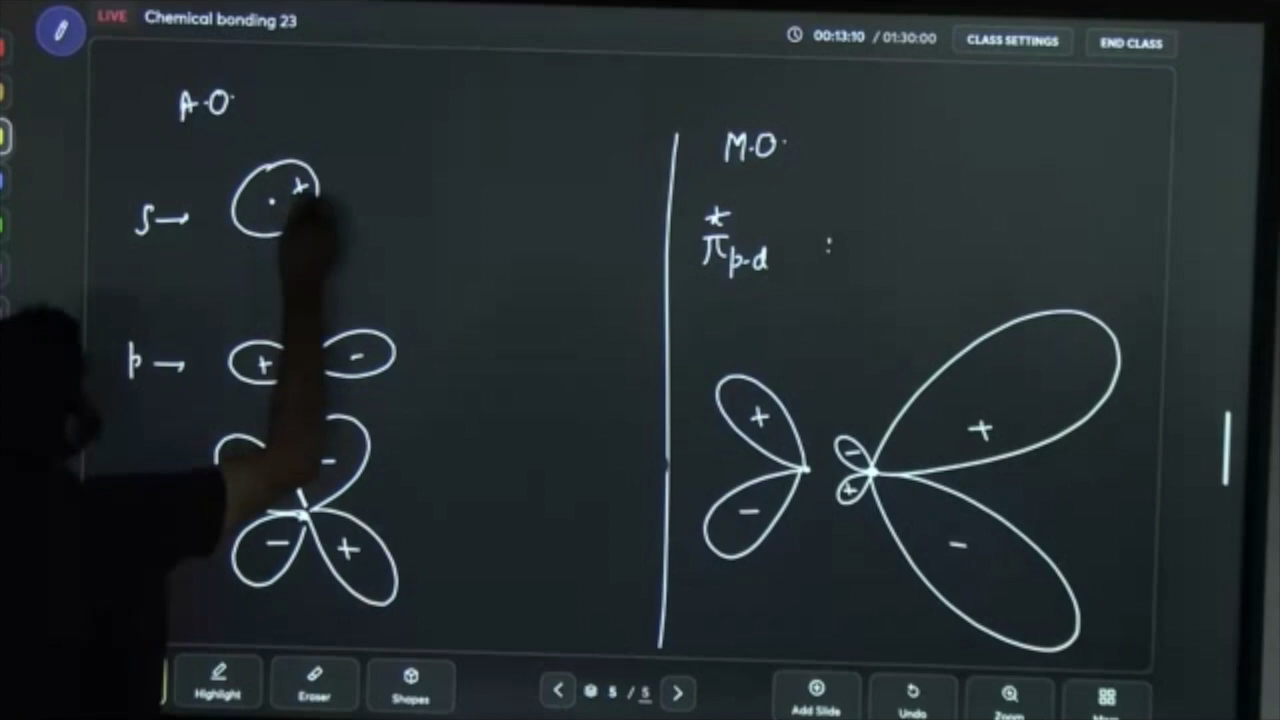 LIVE Chemical bonding 23
00:13:10 / 01:30:00 CLASS SETTINGS END CLASS
A.O.
S→ +
p→ + -
-
- +
M.O.
*
π p-d :
+ - + +
- -
Highlight Eraser Shapes < 5 / 5 > Add Slide Undo Zoom